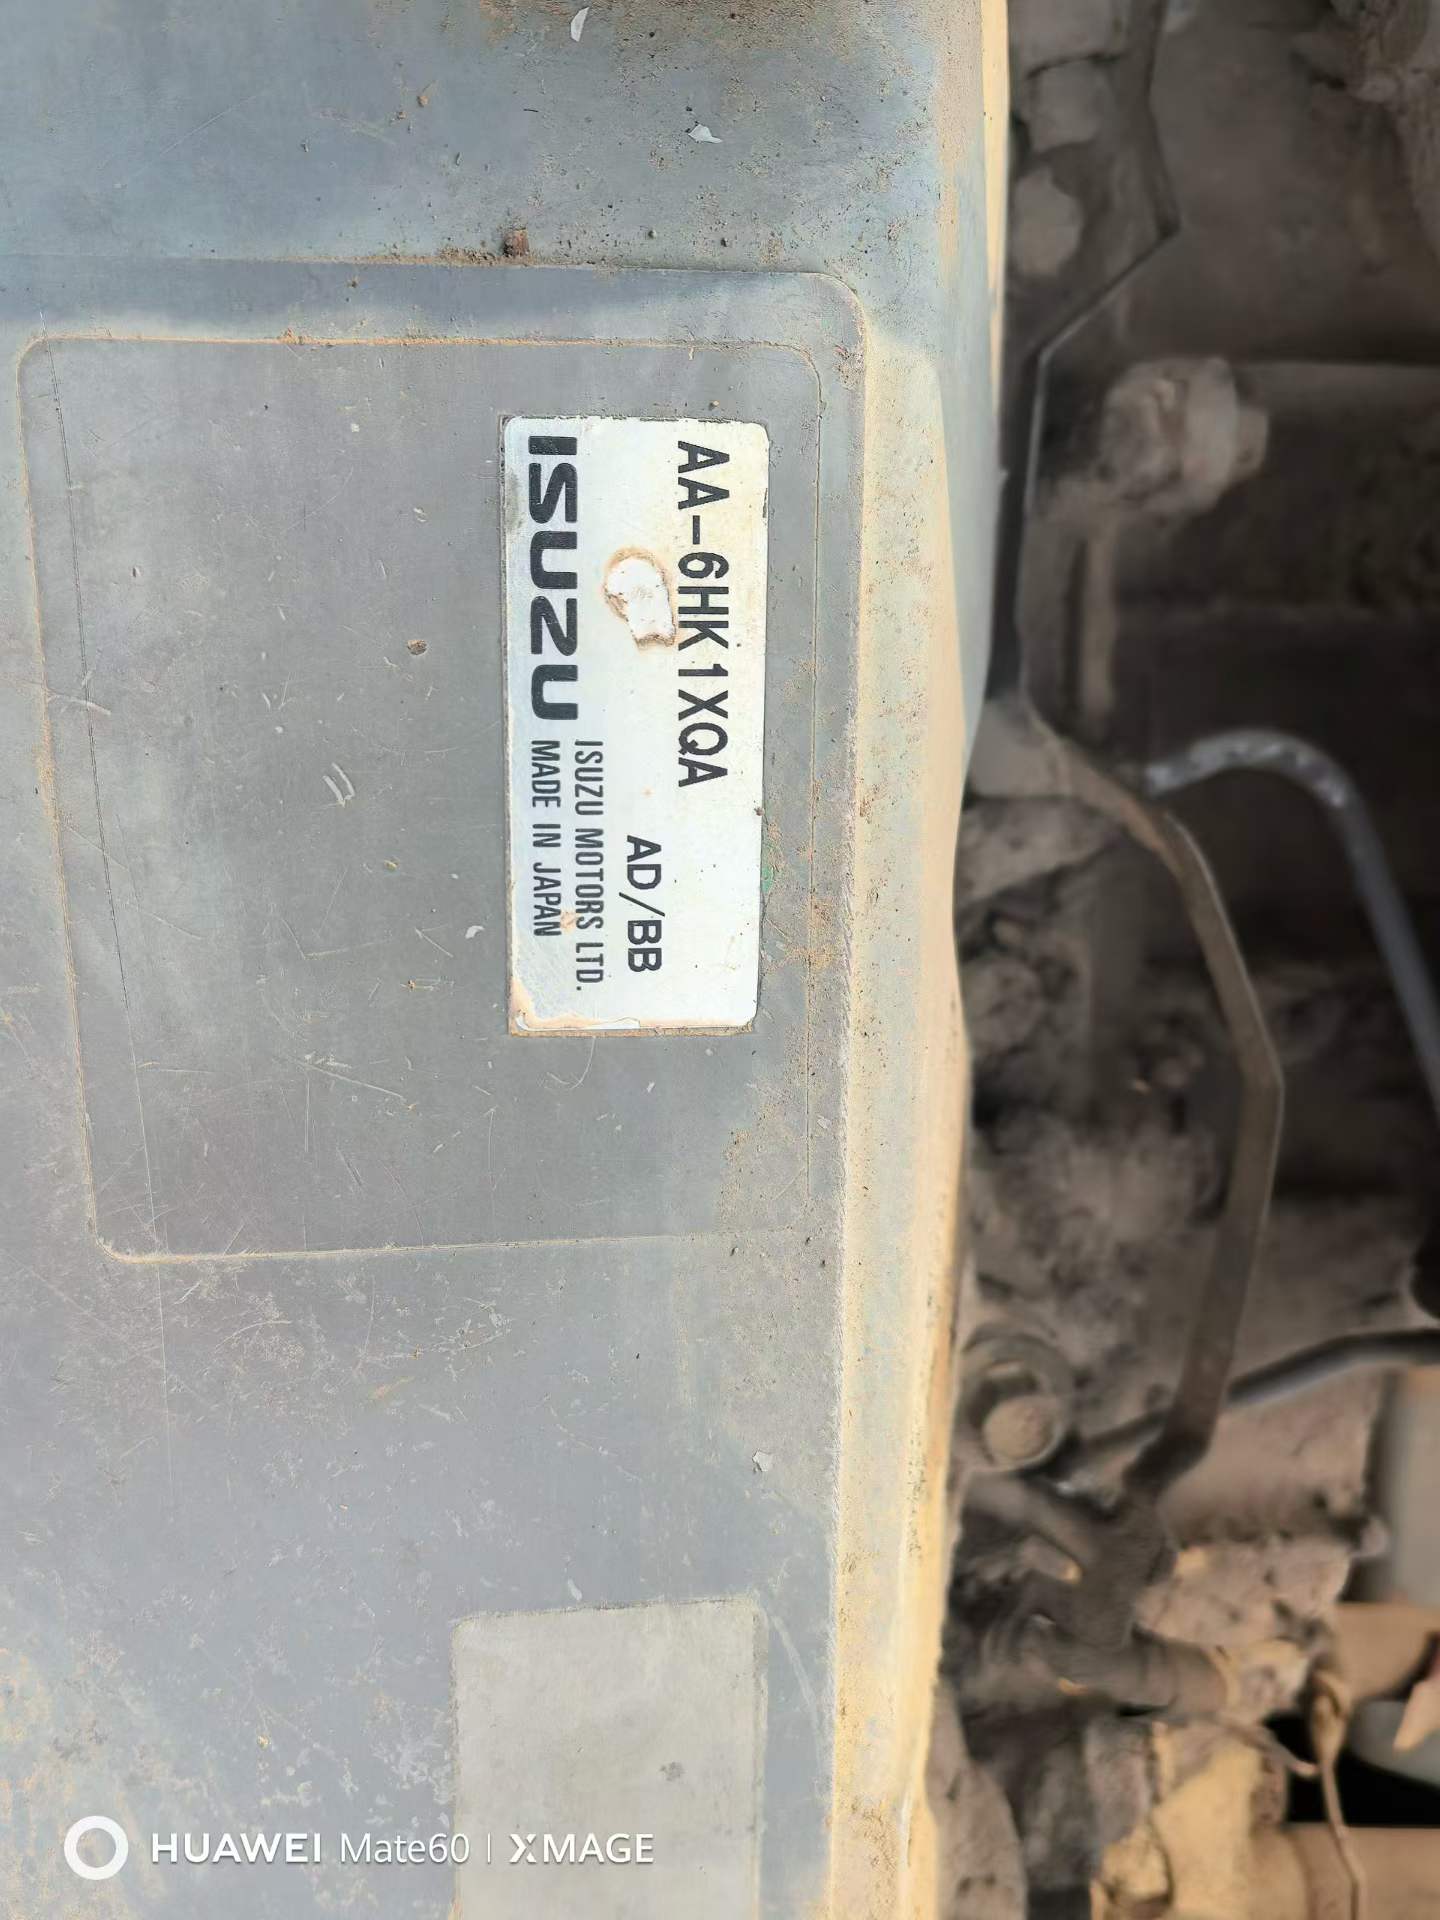 AA-6HK1XQA
AD/BB
ISUZU
ISUZU MOTORS LTD.
MADE IN JAPAN
HUAWEI Mate60 | XMAGE